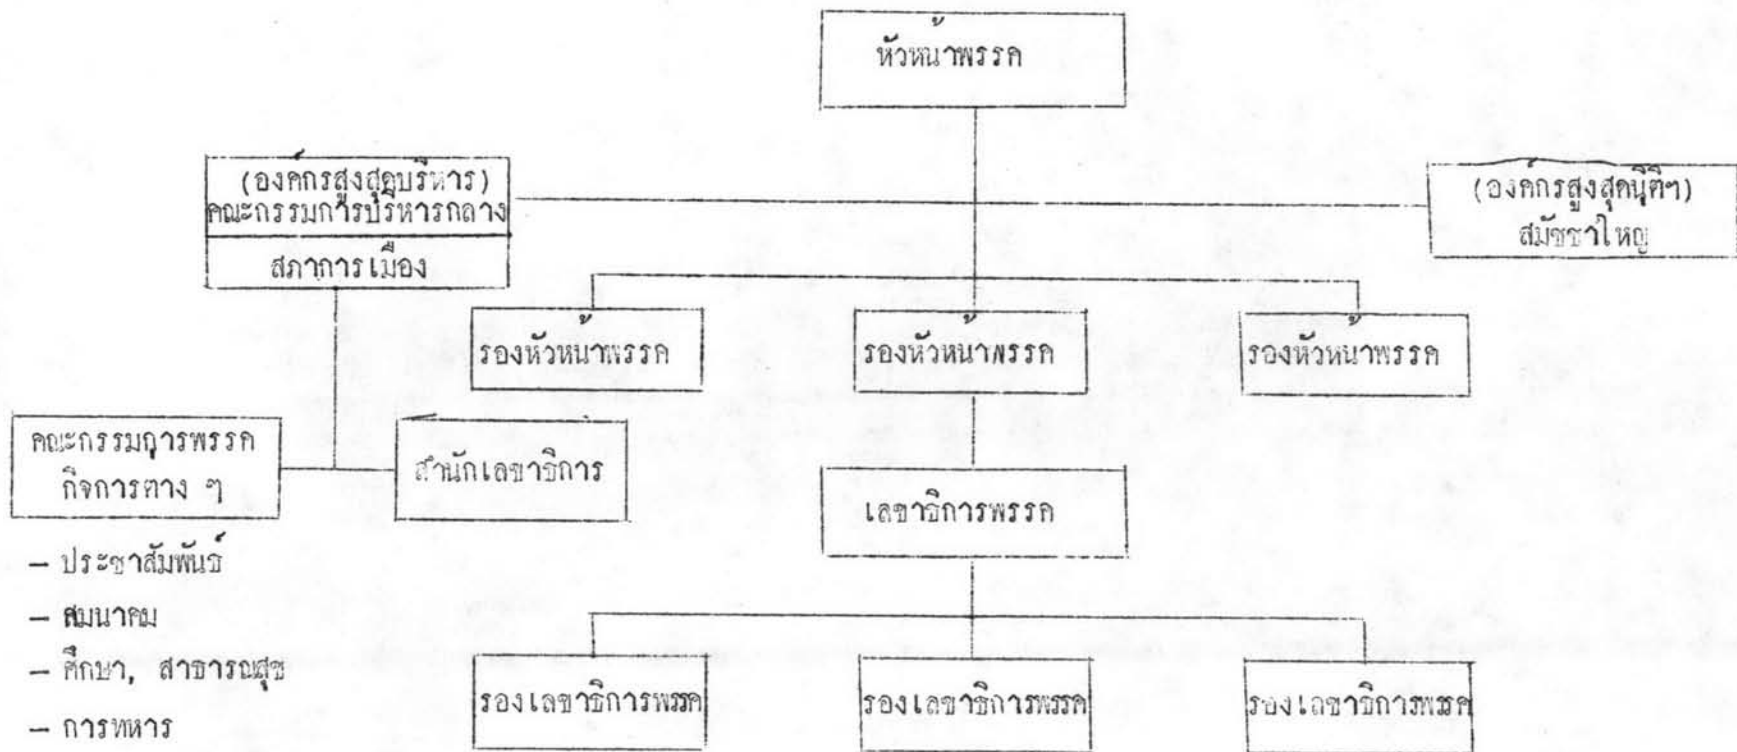 หัวหน้าพรรค
(องค์กรสูงสุดบริหาร)
คณะกรรมการบริหารกลาง
สภาการเมือง
(องค์กรสูงสุดนิติฯ)
สมัชชาใหญ่
รองหัวหน้าพรรค
รองหัวหน้าพรรค
รองหัวหน้าพรรค
คณะกรรมการพรรค
กิจการตาง ๆ
สำนักเลขาธิการ
เลขาธิการพรรค
– ประชาสัมพันธ์
– คมนาคม
– ศึกษา, สาธารณสุข
– การทหาร
รองเลขาธิการพรรค
รองเลขาธิการพรรค
รองเลขาธิการพรรค